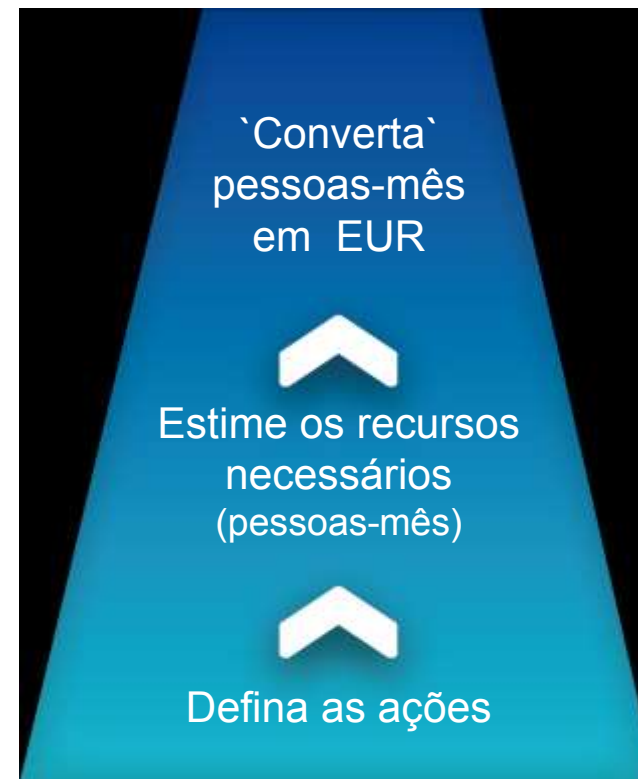 `Converta`
pessoas-mês
em EUR
Estime os recursos
necessários
(pessoas-mês)
Defina as ações